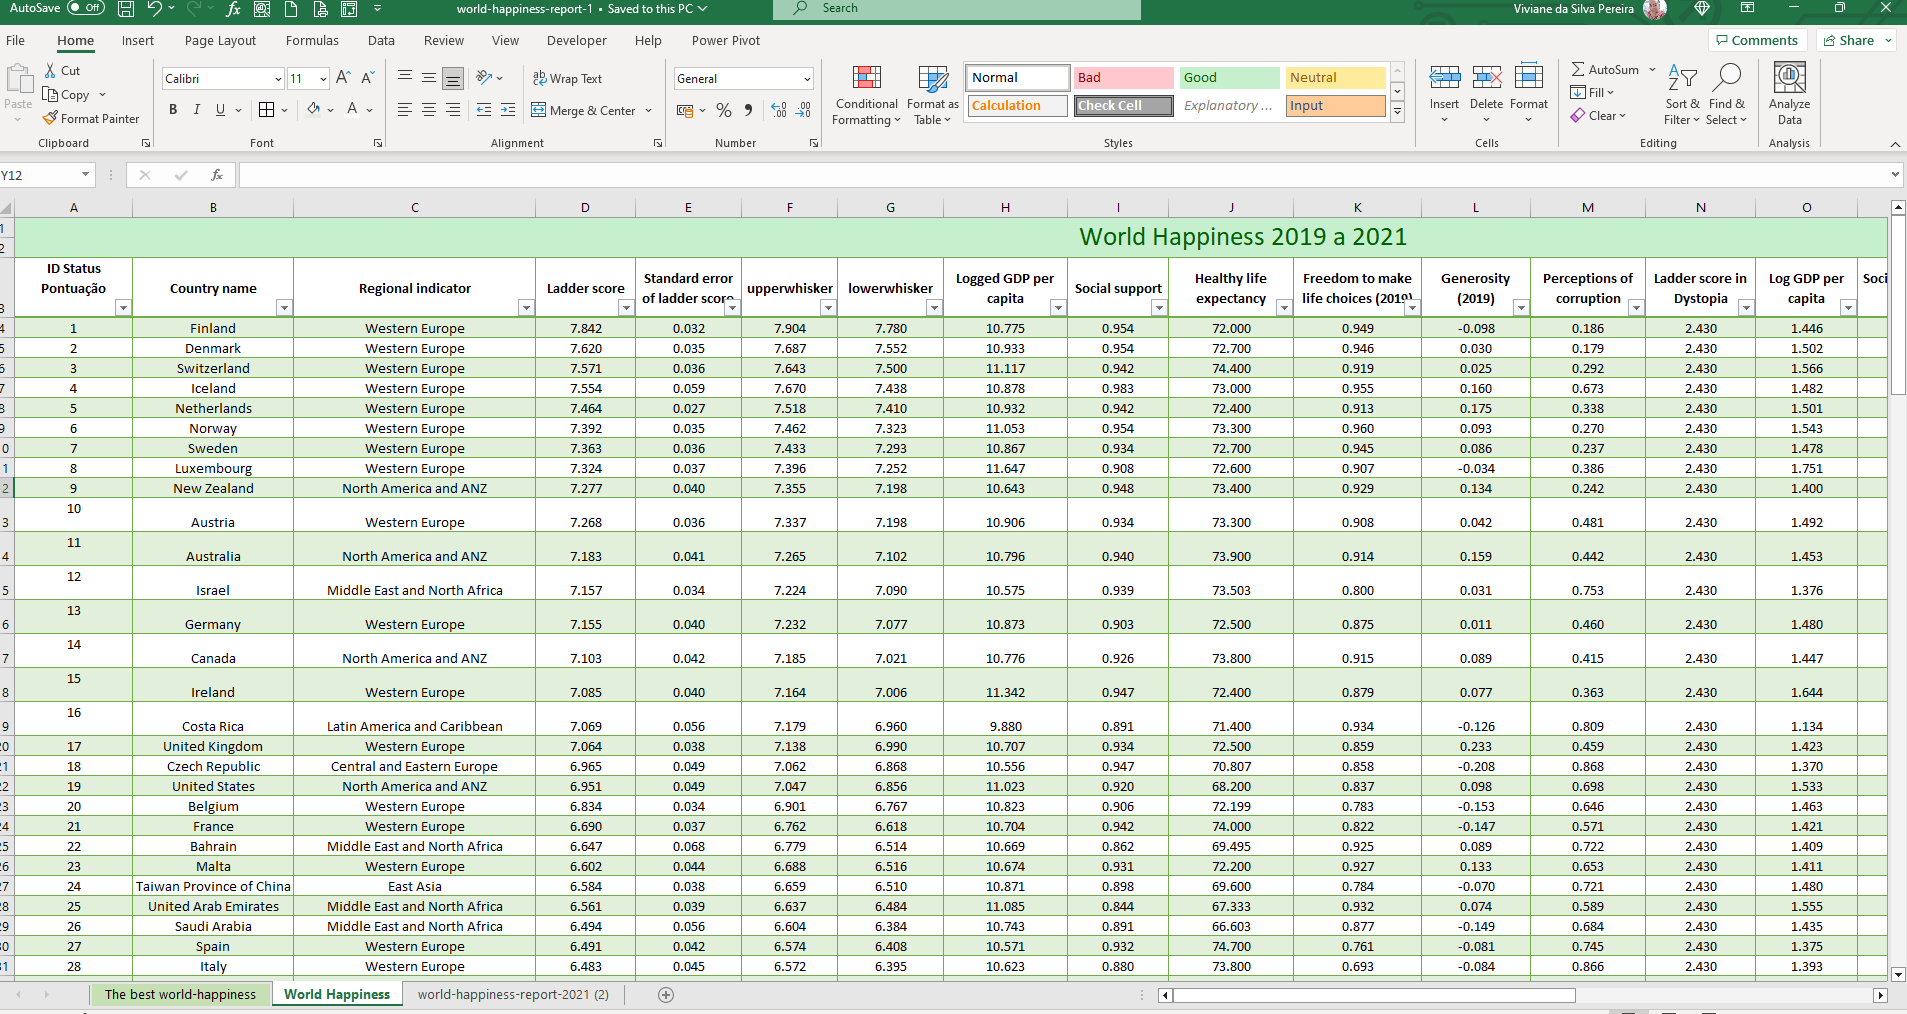 AutoSave Off world-happiness-report-1 • Saved to this PC Search Viviane da Silva Pereira
File Home Insert Page Layout Formulas Data Review View Developer Help Power Pivot Comments Share
Paste Cut Copy Format Painter Clipboard
Calibri 11 B I U A Font
ab Wrap Text Merge & Center Alignment
General % .00 Number
Conditional Formatting Format as Table Normal Bad Good Neutral
Calculation Check Cell Explanatory ... Input Styles
Insert Delete Format Cells
AutoSum Fill Clear Sort & Filter Find & Select Editing
Analyze Data Analysis
Y12 fx
A B C D E F G H I J K L M N O
World Happiness 2019 a 2021
ID Status Pontuação Country name Regional indicator Ladder score Standard error of ladder score upperwhisker lowerwhisker Logged GDP per capita Social support Healthy life expectancy Freedom to make life choices (2019) Generosity (2019) Perceptions of corruption Ladder score in Dystopia Log GDP per capita Soci
1 Finland Western Europe 7.842 0.032 7.904 7.780 10.775 0.954 72.000 0.949 -0.098 0.186 2.430 1.446
2 Denmark Western Europe 7.620 0.035 7.687 7.552 10.933 0.954 72.700 0.946 0.030 0.179 2.430 1.502
3 Switzerland Western Europe 7.571 0.036 7.643 7.500 11.117 0.942 74.400 0.919 0.025 0.292 2.430 1.566
4 Iceland Western Europe 7.554 0.059 7.670 7.438 10.878 0.983 73.000 0.955 0.160 0.673 2.430 1.482
5 Netherlands Western Europe 7.464 0.027 7.518 7.410 10.932 0.942 72.400 0.913 0.175 0.338 2.430 1.501
6 Norway Western Europe 7.392 0.035 7.462 7.323 11.053 0.954 73.300 0.960 0.093 0.270 2.430 1.543
7 Sweden Western Europe 7.363 0.036 7.433 7.293 10.867 0.934 72.700 0.945 0.086 0.237 2.430 1.478
8 Luxembourg Western Europe 7.324 0.037 7.396 7.252 11.647 0.908 72.600 0.907 -0.034 0.386 2.430 1.751
9 New Zealand North America and ANZ 7.277 0.040 7.355 7.198 10.643 0.948 73.400 0.929 0.134 0.242 2.430 1.400
10 Austria Western Europe 7.268 0.036 7.337 7.198 10.906 0.934 73.300 0.908 0.042 0.481 2.430 1.492
11 Australia North America and ANZ 7.183 0.041 7.265 7.102 10.796 0.940 73.900 0.914 0.159 0.442 2.430 1.453
12 Israel Middle East and North Africa 7.157 0.034 7.224 7.090 10.575 0.939 73.503 0.800 0.031 0.753 2.430 1.376
13 Germany Western Europe 7.155 0.040 7.232 7.077 10.873 0.903 72.500 0.875 0.011 0.460 2.430 1.480
14 Canada North America and ANZ 7.103 0.042 7.185 7.021 10.776 0.926 73.800 0.915 0.089 0.415 2.430 1.447
15 Ireland Western Europe 7.085 0.040 7.164 7.006 11.342 0.947 72.400 0.879 0.077 0.363 2.430 1.644
16 Costa Rica Latin America and Caribbean 7.069 0.056 7.179 6.960 9.880 0.891 71.400 0.934 -0.126 0.809 2.430 1.134
17 United Kingdom Western Europe 7.064 0.038 7.138 6.990 10.707 0.934 72.500 0.859 0.233 0.459 2.430 1.423
18 Czech Republic Central and Eastern Europe 6.965 0.049 7.062 6.868 10.556 0.947 70.807 0.858 -0.208 0.868 2.430 1.370
19 United States North America and ANZ 6.951 0.049 7.047 6.856 11.023 0.920 68.200 0.837 0.098 0.698 2.430 1.533
20 Belgium Western Europe 6.834 0.034 6.901 6.767 10.823 0.906 72.199 0.783 -0.153 0.646 2.430 1.463
21 France Western Europe 6.690 0.037 6.762 6.618 10.704 0.942 74.000 0.822 -0.147 0.571 2.430 1.421
22 Bahrain Middle East and North Africa 6.647 0.068 6.779 6.514 10.669 0.862 69.495 0.925 0.089 0.722 2.430 1.409
23 Malta Western Europe 6.602 0.044 6.688 6.516 10.674 0.931 72.200 0.927 0.133 0.653 2.430 1.411
24 Taiwan Province of China East Asia 6.584 0.038 6.659 6.510 10.871 0.898 69.600 0.784 -0.070 0.721 2.430 1.480
25 United Arab Emirates Middle East and North Africa 6.561 0.039 6.637 6.484 11.085 0.844 67.333 0.932 0.074 0.589 2.430 1.555
26 Saudi Arabia Middle East and North Africa 6.494 0.056 6.604 6.384 10.743 0.891 66.603 0.877 -0.149 0.684 2.430 1.435
27 Spain Western Europe 6.491 0.042 6.574 6.408 10.571 0.932 74.700 0.761 -0.081 0.745 2.430 1.375
28 Italy Western Europe 6.483 0.045 6.572 6.395 10.623 0.880 73.800 0.693 -0.084 0.866 2.430 1.393
The best world-happiness World Happiness world-happiness-report-2021 (2)